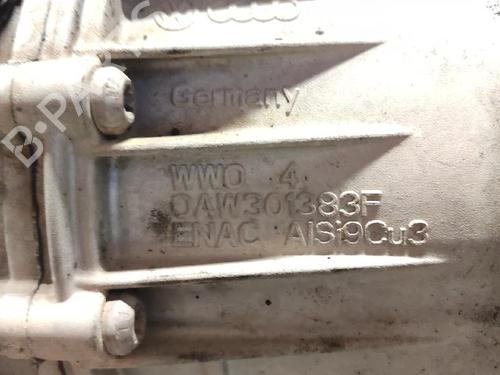 Germany
WWO 4
0AW301383F
ENAC AlSi9Cu3